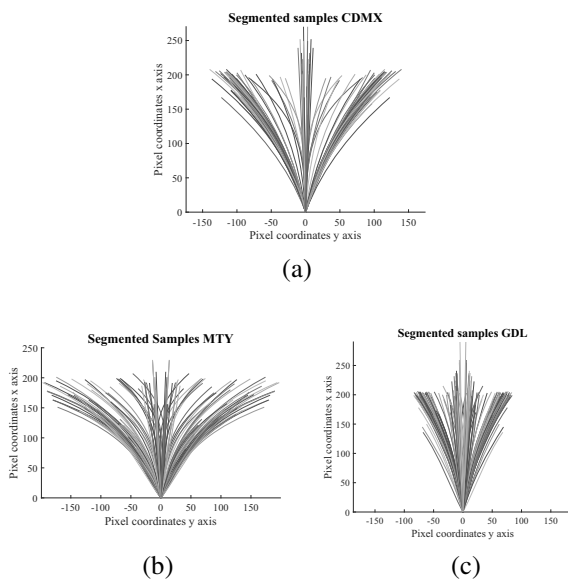 Segmented samples CDMX
Pixel coordinates x axis
250
200
150
100
50
0
-150 -100 -50 0 50 100 150
Pixel coordinates y axis
(a)
Segmented Samples MTY
Pixel coordinates x axis
250
200
150
100
50
0
-150 -100 -50 0 50 100 150
Pixel coordinates y axis
(b)
Segmented samples GDL
Pixel coordinates x axis
250
200
150
100
50
0
-150 -100 -50 0 50 100 150
Pixel coordinates y axis
(c)